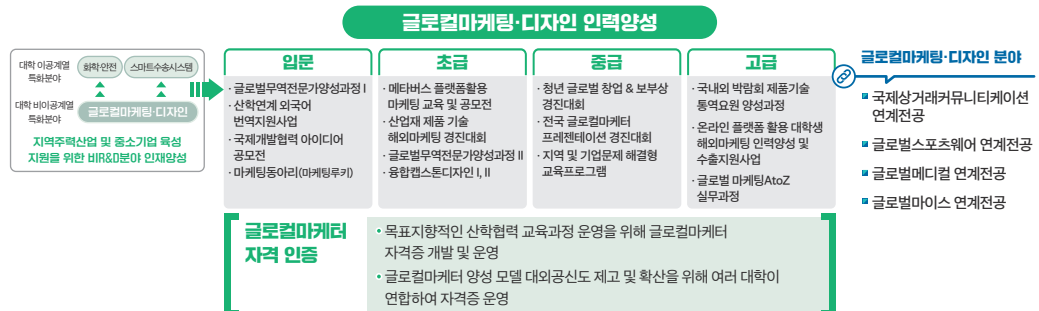 글로컬마케팅·디자인 인력양성
대학 이공계열
특화분야
화학·안전
스마트수송시스템
대학 비이공계열
특화분야
글로컬마케팅·디자인
지역주력산업 및 중소기업 육성
지원을 위한 비R&D분야 인재양성
입문
· 글로벌무역전문가양성과정 I
· 산학연계 외국어
번역지원사업
· 국제개발협력 아이디어
공모전
· 마케팅동아리(마케팅루키)
초급
· 메타버스 플랫폼활용
마케팅 교육 및 공모전
· 산업재 제품 기술
해외마케팅 경진대회
· 글로벌무역전문가양성과정 II
· 융합캡스톤디자인 I, II
중급
· 청년 글로벌 창업 & 보부상
경진대회
· 전국 글로컬마케터
프레젠테이션 경진대회
· 지역 및 기업문제 해결형
교육프로그램
고급
· 국내외 박람회 제품기술
통역요원 양성과정
· 온라인 플랫폼 활용 대학생
해외마케팅 인력양성 및
수출지원사업
· 글로벌 마케팅AtoZ
실무과정
글로컬마케팅·디자인 분야
국제상거래커뮤니티케이션
연계전공
글로벌스포츠웨어 연계전공
글로벌메디컬 연계전공
글로벌마이스 연계전공
글로컬마케터
자격 인증
• 목표지향적인 산학협력 교육과정 운영을 위해 글로컬마케터
자격증 개발 및 운영
• 글로컬마케터 양성 모델 대외공신도 제고 및 확산을 위해 여러 대학이
연합하여 자격증 운영